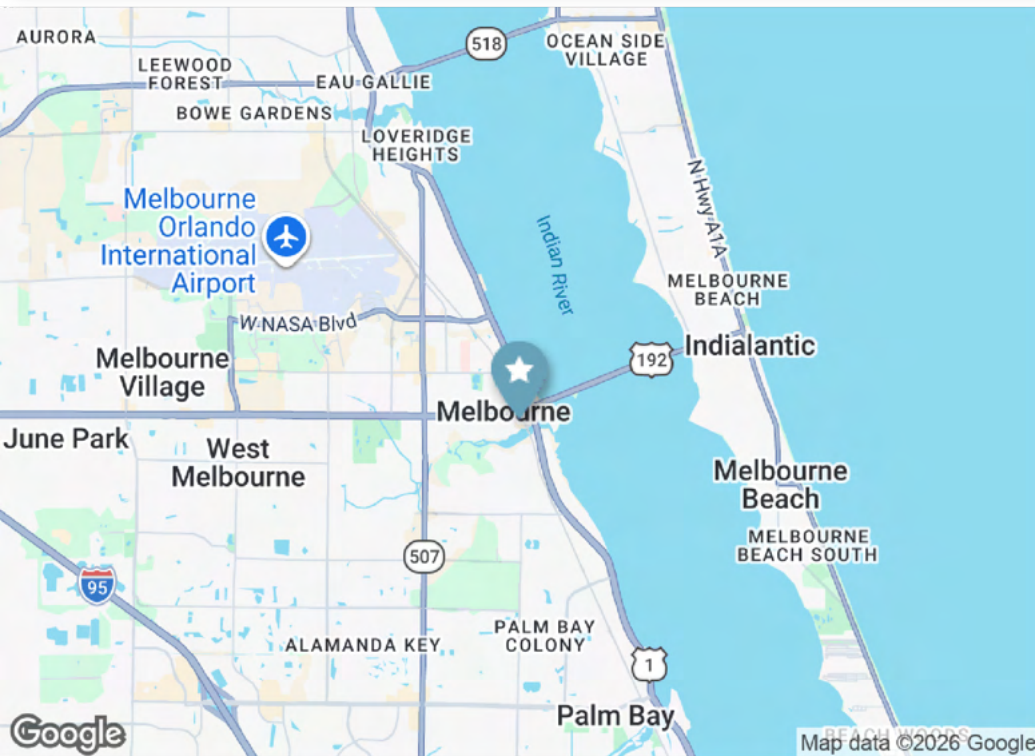 AURORA
518
OCEAN SIDE
VILLAGE
LEEWOOD
FOREST
EAU GALLIE
BOWE GARDENS
LOVERIDGE
HEIGHTS
N Hwy A1A
Melbourne
Orlando
International
Airport
Indian River
MELBOURNE
BEACH
W NASA Blvd
Indialantic
192
Melbourne
Village
Melbourne
June Park
West
Melbourne
Melbourne
Beach
MELBOURNE
BEACH SOUTH
507
95
ALAMANDA KEY
PALM BAY
COLONY
1
Palm Bay
BEACH WOODS
Google
Map data ©2026 Google